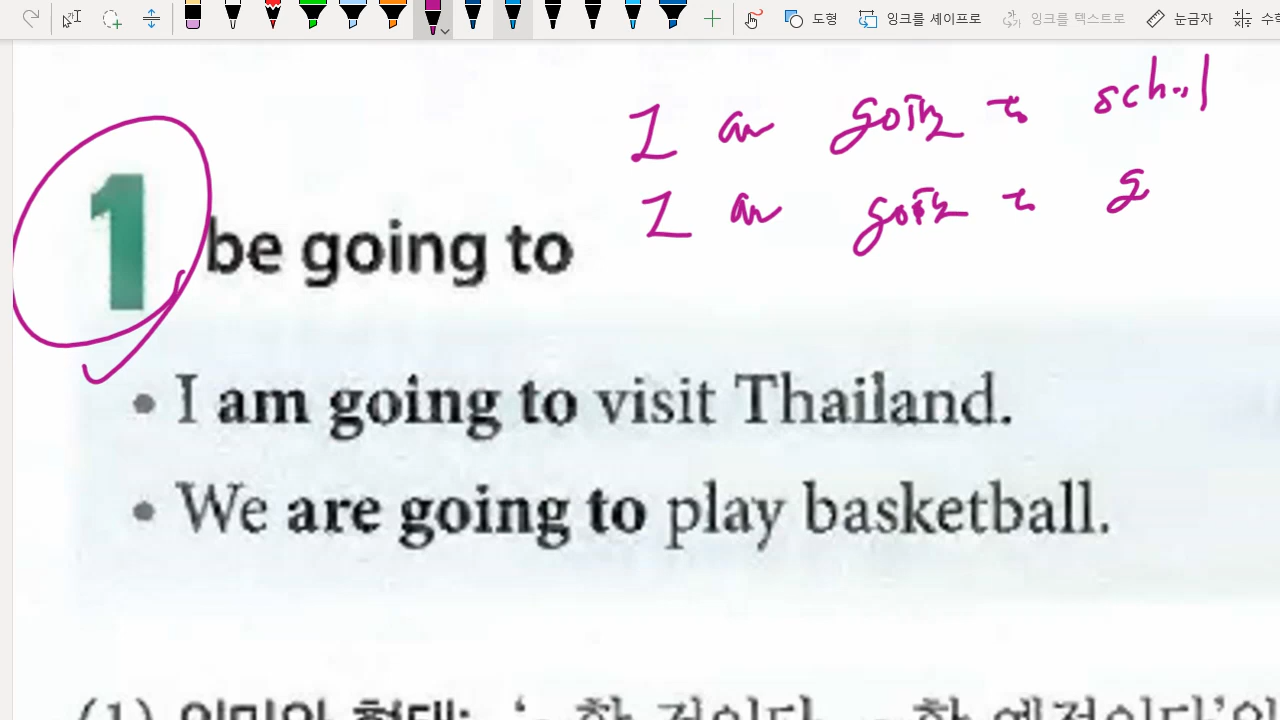 도형 잉크를 셰이프로 잉크를 텍스트로 눈금자
I am going to school
I am going to g
1 be going to
• I am going to visit Thailand.
• We are going to play basketball.